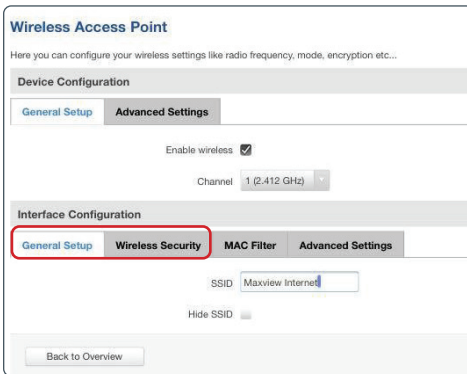 Wireless Access Point
Here you can configure your wireless settings like radio frequency, mode, encryption etc...
Device Configuration
General Setup Advanced Settings
Enable wireless
Channel 1 (2.412 GHz)
Interface Configuration
General Setup Wireless Security MAC Filter Advanced Settings
SSID Maxview Internet
Hide SSID
Back to Overview